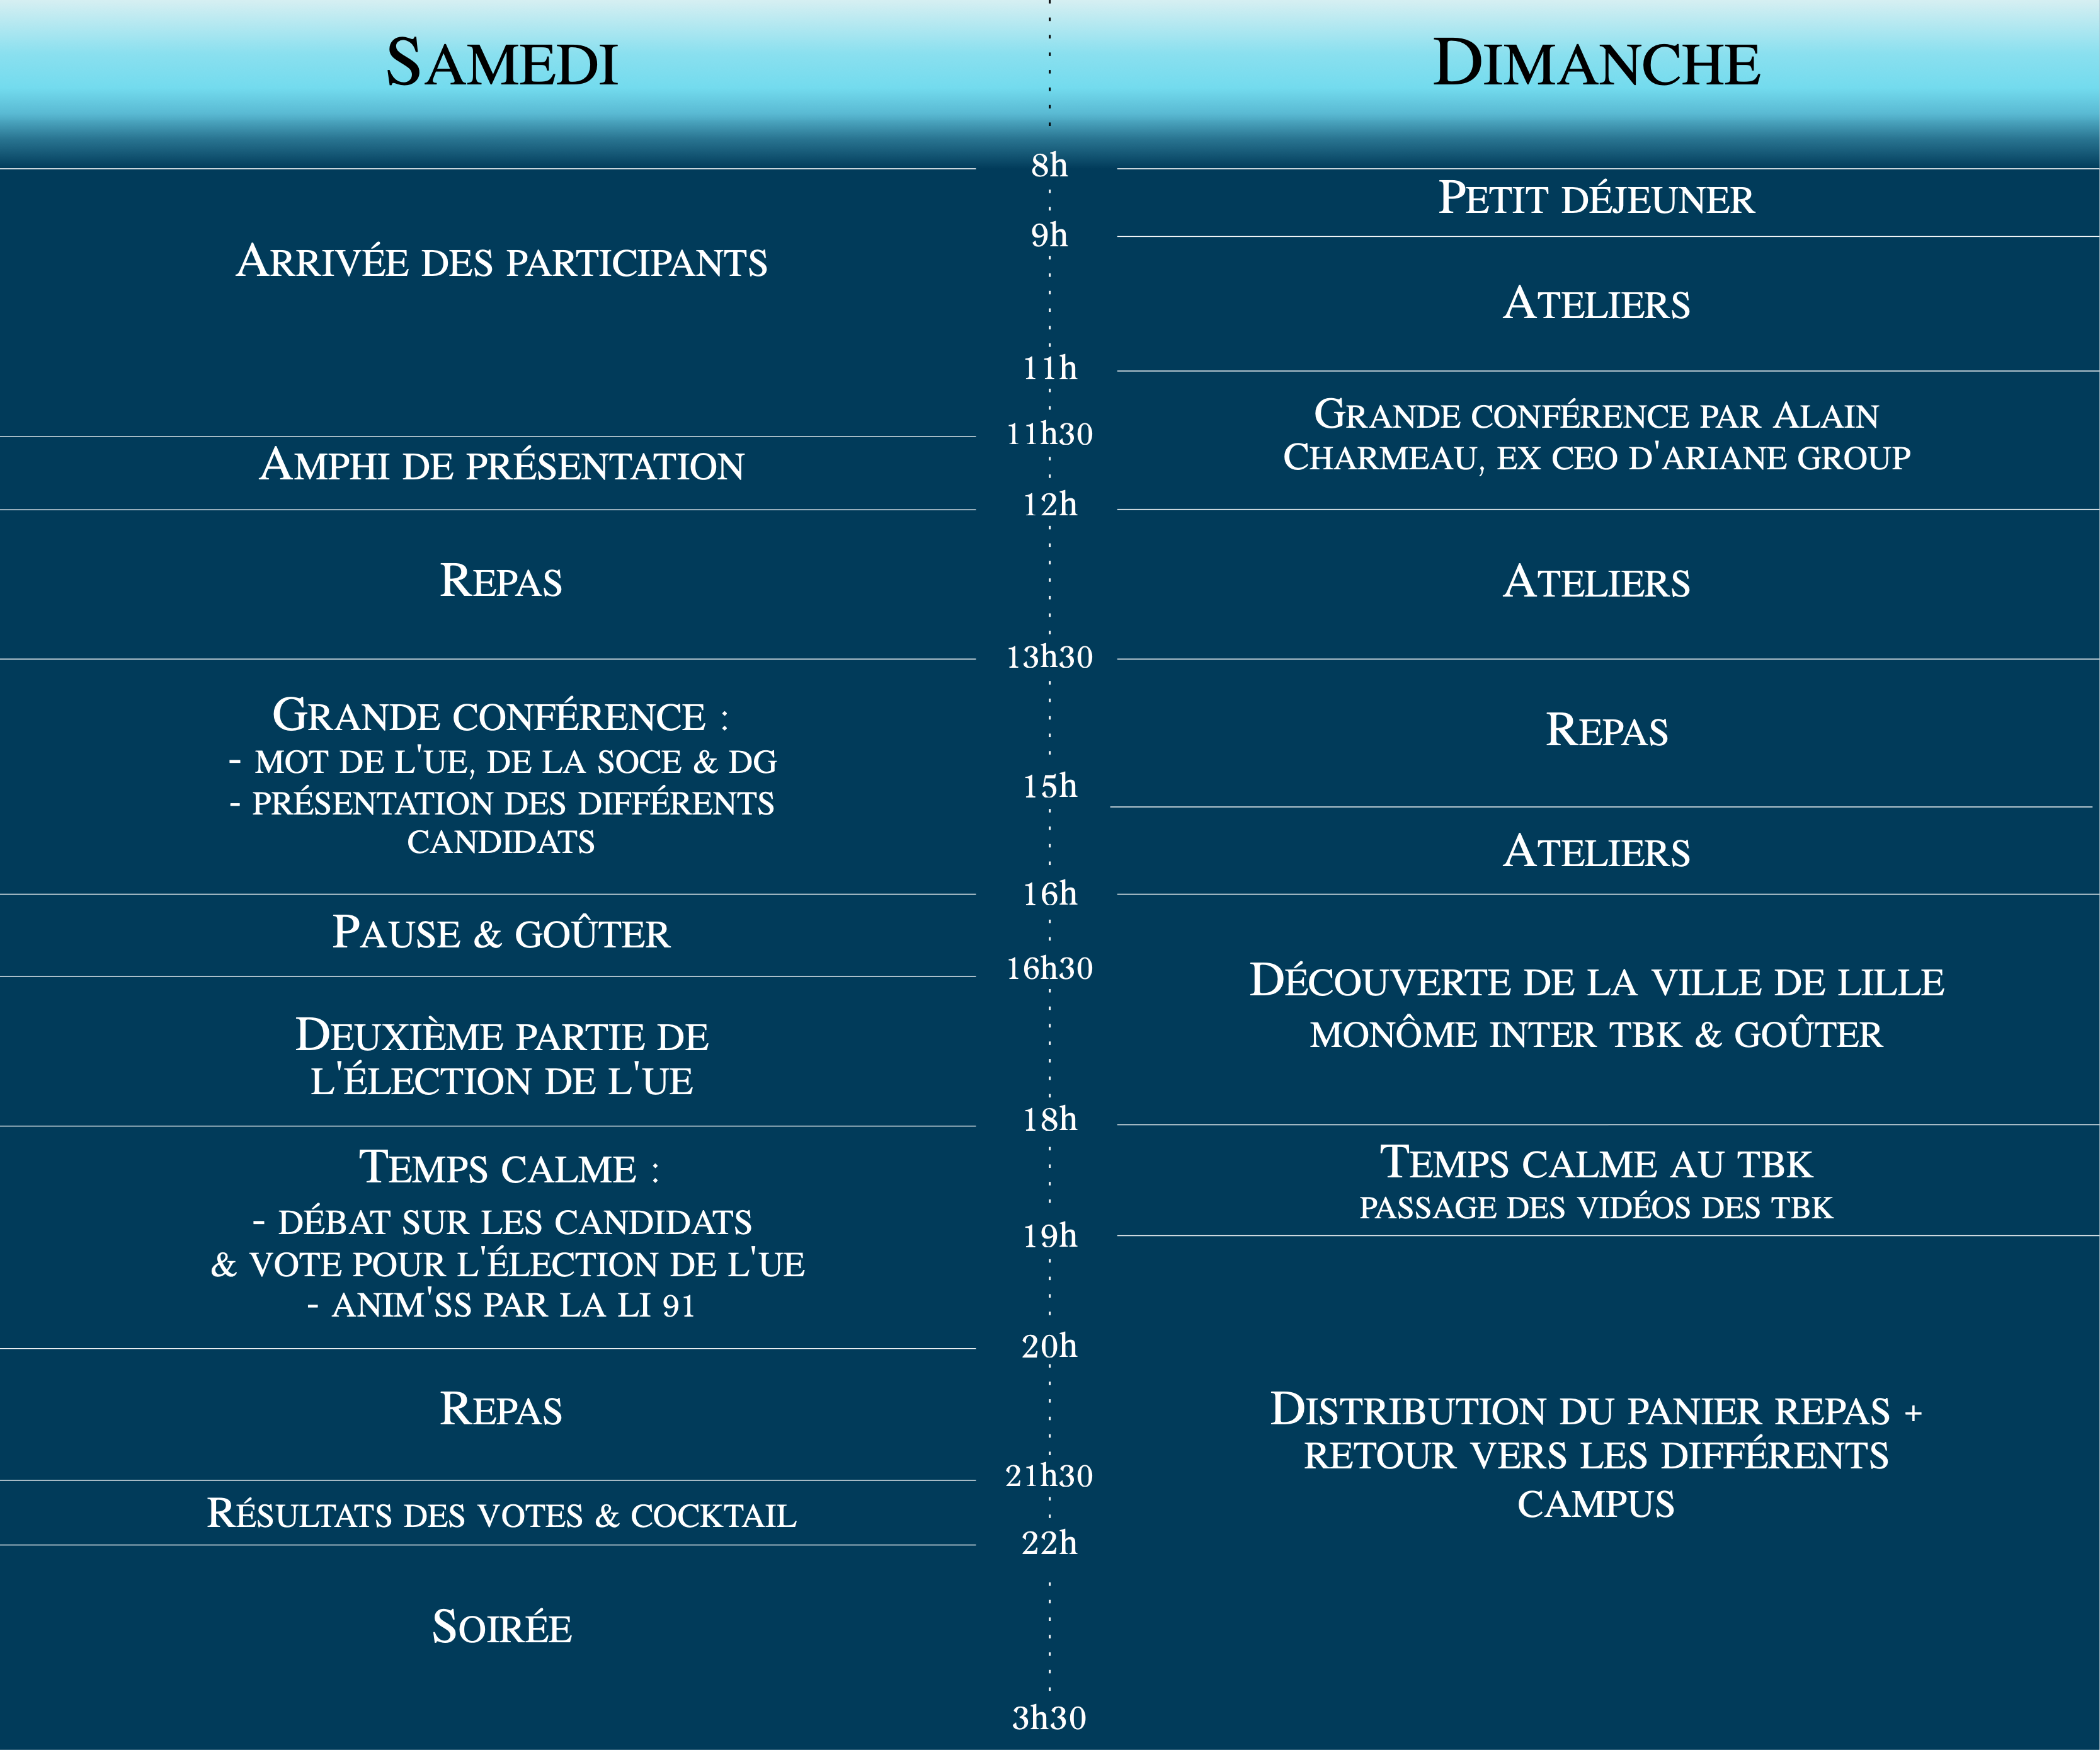 Samedi
Arrivée des participants
Amphi de présentation
Repas
Grande conférence :
- mot de l'UE, de la soce & DG
- présentation des différents
candidats
Pause & goûter
Deuxième partie de
l'élection de l'UE
Temps calme :
- débat sur les candidats
& vote pour l'élection de l'UE
- anim'ss par la Li 91
Repas
Résultats des votes & cocktail
Soirée
8h
9h
11h
11h30
12h
13h30
15h
16h
16h30
18h
19h
20h
21h30
22h
3h30
Dimanche
Petit déjeuner
Ateliers
Grande conférence par Alain
Charmeau, ex CEO d'Ariane Group
Ateliers
Repas
Ateliers
Découverte de la ville de Lille
monôme inter tbk & goûter
Temps calme au tbk
passage des vidéos des tbk
Distribution du panier repas +
retour vers les différents
campus